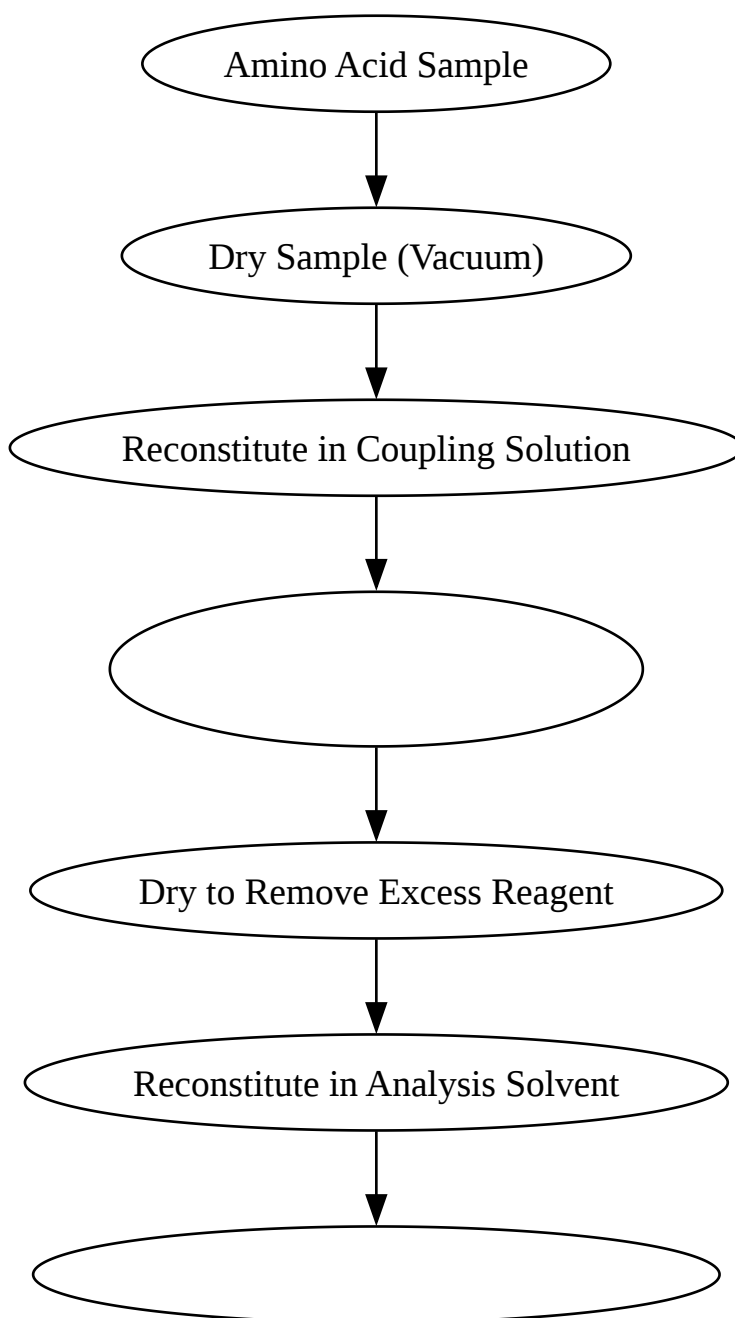 Amino Acid Sample
Dry Sample (Vacuum)
Reconstitute in Coupling Solution
Dry to Remove Excess Reagent
Reconstitute in Analysis Solvent